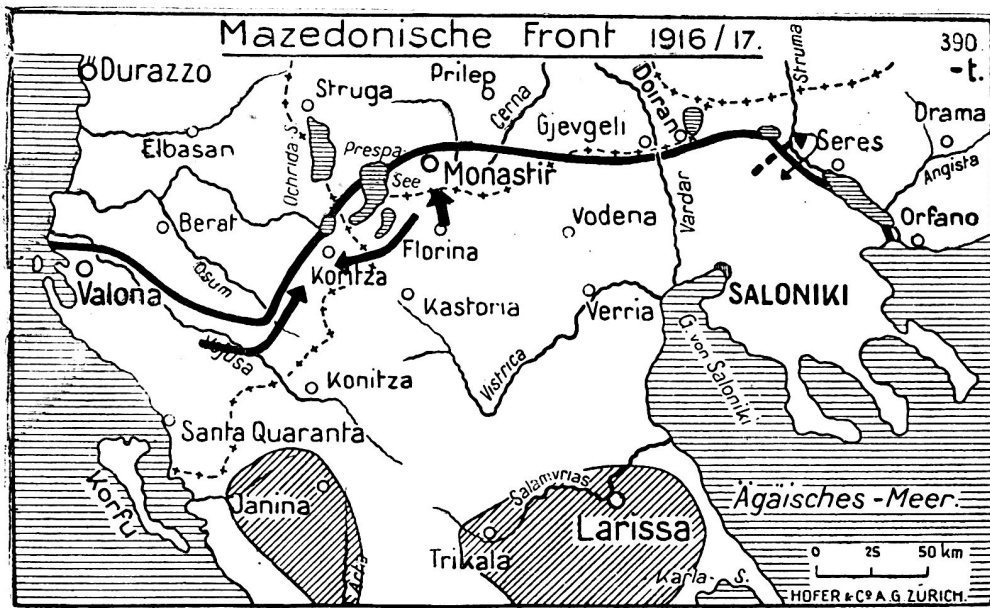 Mazedonische Front 1916/17.
390.
-t.
Durazzo
Struga
Prilep
Cerna
Doiran
Struma
Drama
Elbasan
Gjevgeli
Seres
Ochrida S.
Prespa
See
Monastir
Angista
Berat
Vodena
Vardar
Orfano
Florina
Osum
Koritza
Valona
Kastoria
Verria
SALONIKI
Vojusa
G. von Saloniki
Konitza
Vistrica
Santa Quaranta
Korfu
Janina
Salamvrias
Ägäisches-Meer.
Larissa
Trikala
Arta
Karla-S.
0 25 50 km
HOFER & Co A.G. ZÜRICH.